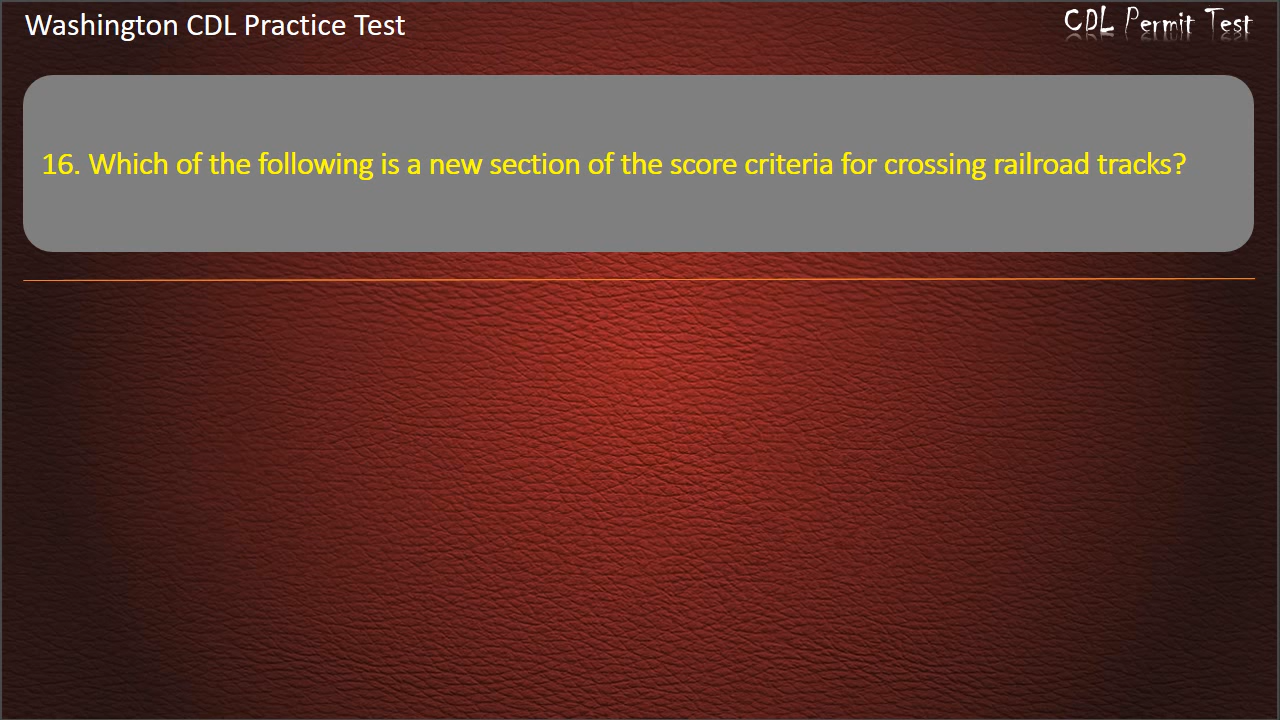 Washington CDL Practice Test
CDL Permit Test
16. Which of the following is a new section of the score criteria for crossing railroad tracks?